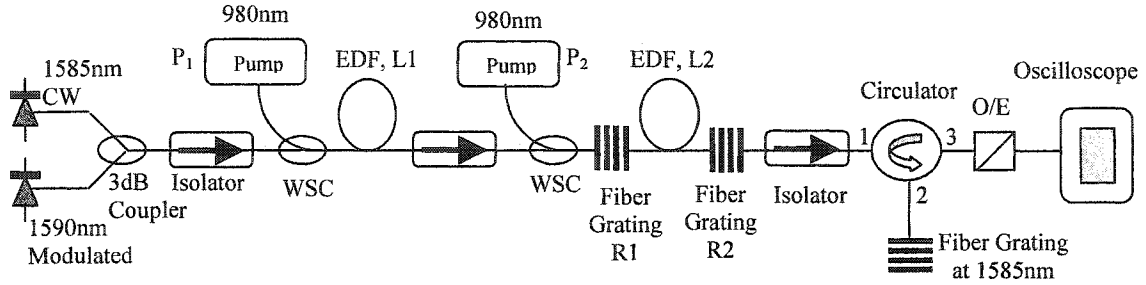 980nm
P1
Pump
EDF, L1
980nm
Pump
P2
EDF, L2
Oscilloscope
1585nm
CW
Circulator
O/E
1
3
2
3dB
Coupler
Isolator
WSC
WSC
Fiber
Grating
R1
Fiber
Grating
R2
Isolator
1590nm
Modulated
Fiber Grating
at 1585nm